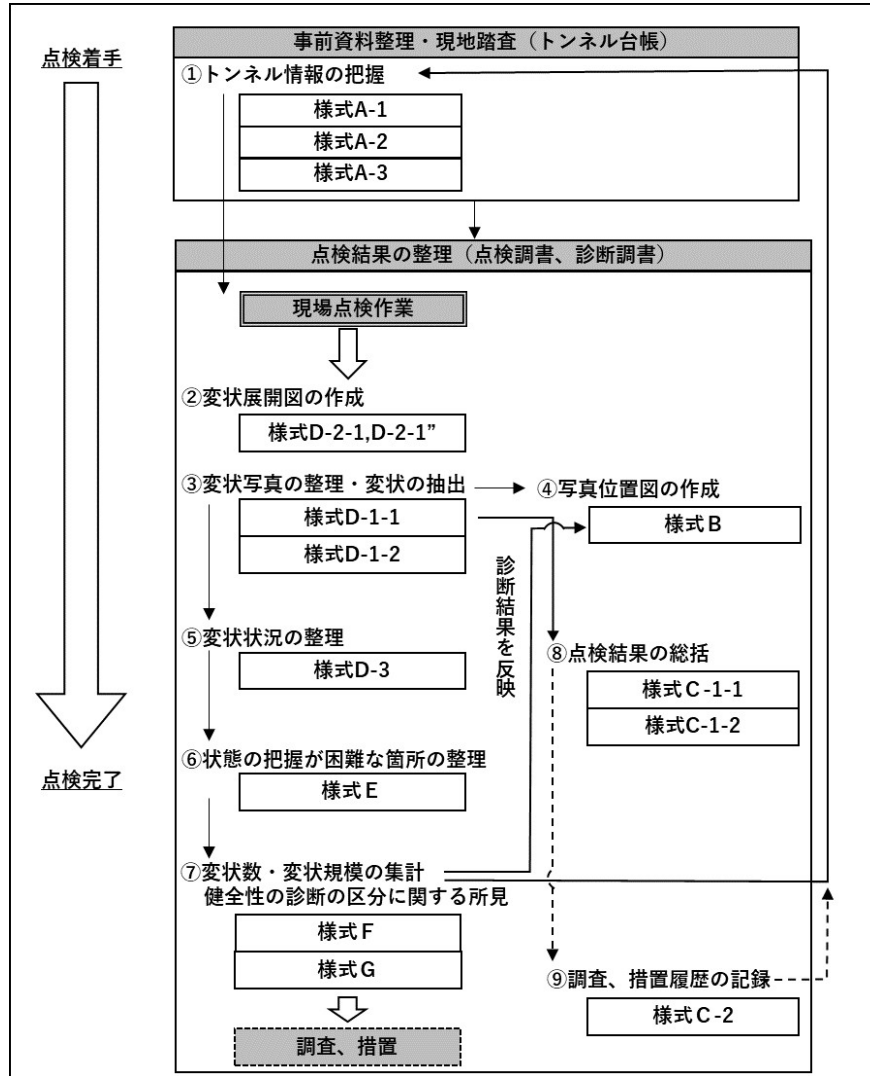 点検着手
事前資料整理・現地踏査（トンネル台帳）
①トンネル情報の把握
様式A-1
様式A-2
様式A-3
点検結果の整理（点検調書、診断調書）
現場点検作業
②変状展開図の作成
様式D-2-1,D-2-1”
③変状写真の整理・変状の抽出
様式D-1-1
様式D-1-2
④写真位置図の作成
様式B
診断結果を反映
⑤変状状況の整理
様式D-3
⑧点検結果の総括
様式C-1-1
様式C-1-2
⑥状態の把握が困難な箇所の整理
様式E
点検完了
⑦変状数・変状規模の集計
健全性の診断の区分に関する所見
様式F
様式G
⑨調査、措置履歴の記録
様式C-2
調査、措置